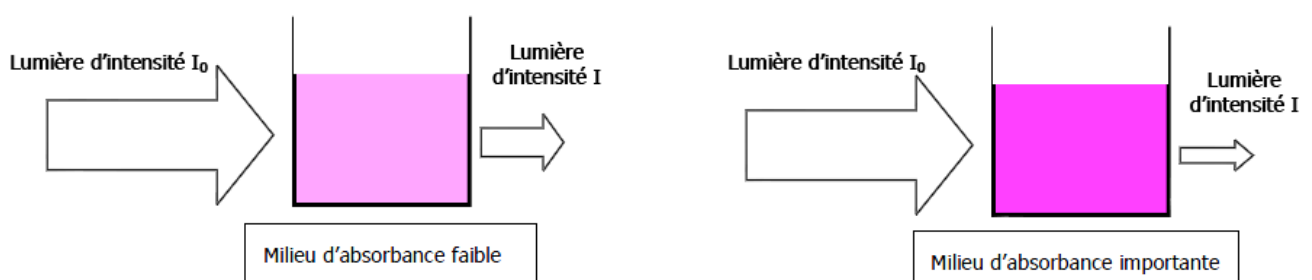 Lumière d'intensité I₀
Lumière
d'intensité I
Milieu d'absorbance faible
Lumière d'intensité I₀
Lumière
d'intensité I
Milieu d'absorbance importante